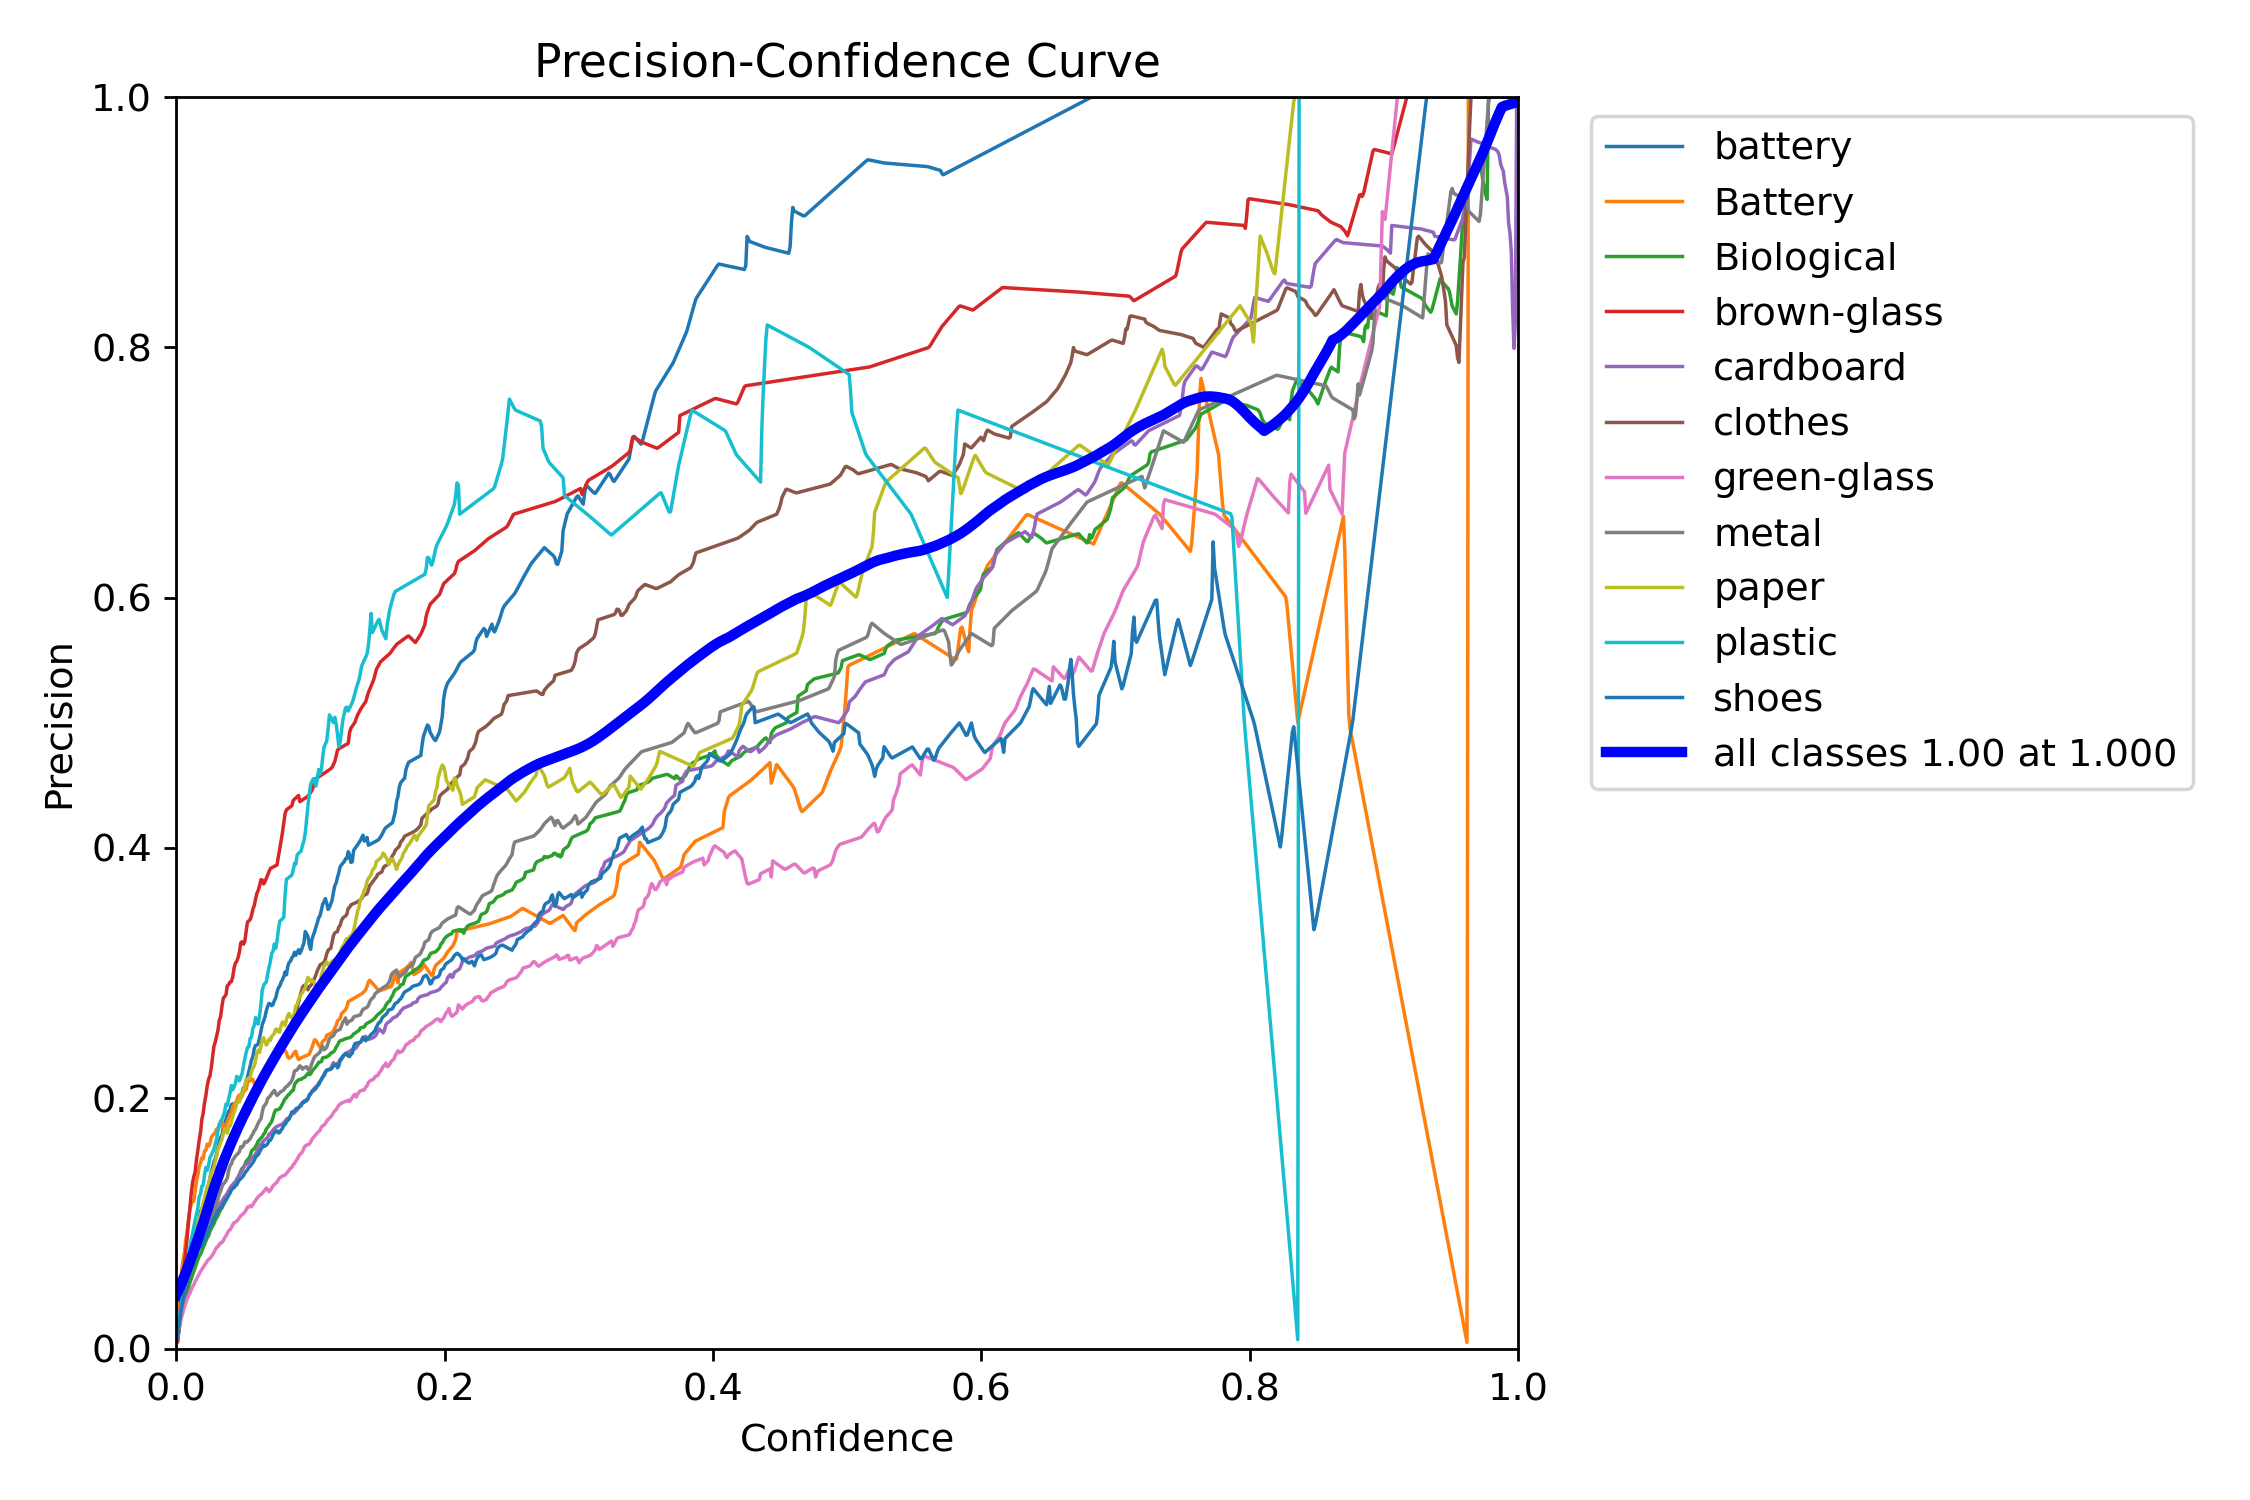 Precision-Confidence Curve
1.0
0.8
0.6
0.4
0.2
0.0
Precision
0.0 0.2 0.4 0.6 0.8 1.0
Confidence
battery
Battery
Biological
brown-glass
cardboard
clothes
green-glass
metal
paper
plastic
shoes
all classes 1.00 at 1.000